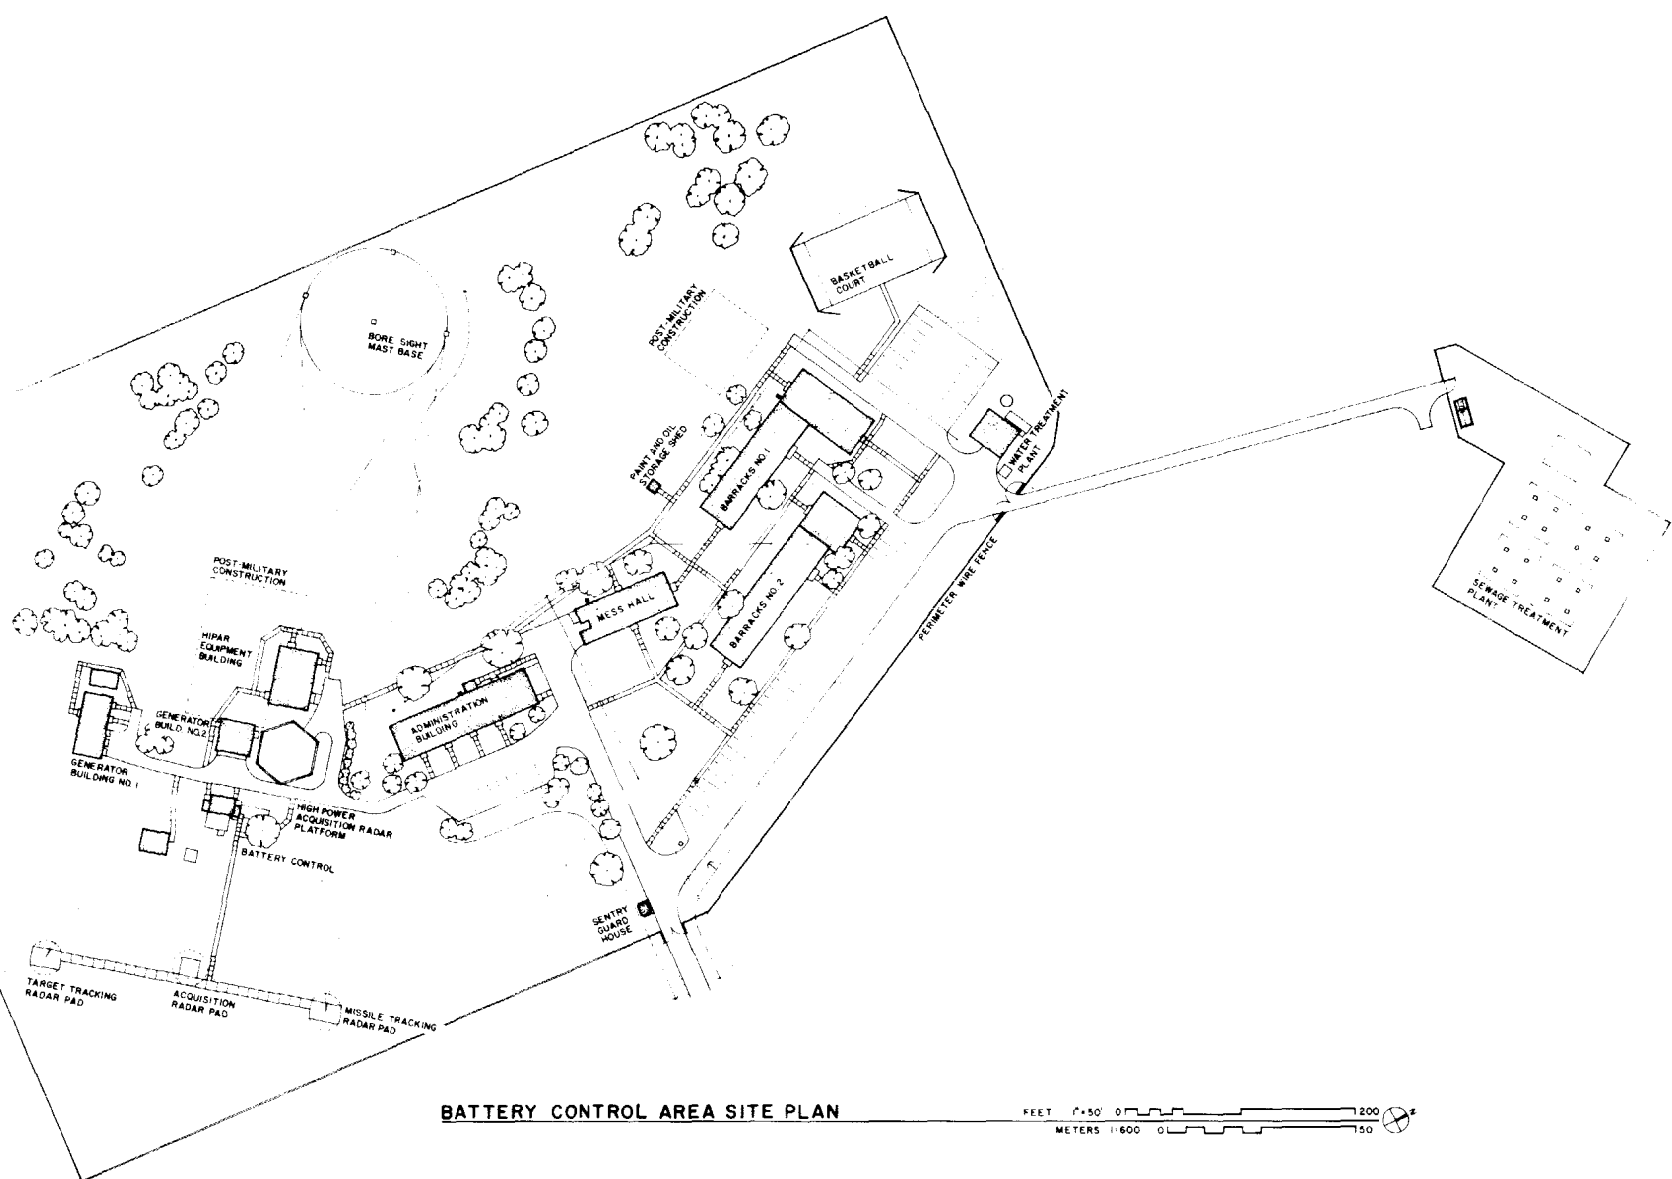 BASKETBALL
COURT
POST-MILITARY
CONSTRUCTION
BORE SIGHT
MAST BASE
WATER TREATMENT
PLANT
PAINT AND OIL
STORAGE SHED
BARRACKS NO. 1
BARRACKS NO. 2
PERIMETER WIRE FENCE
SEWAGE TREATMENT
PLANT
POST-MILITARY
CONSTRUCTION
MESS HALL
HIPAR
EQUIPMENT
BUILDING
ADMINISTRATION
BUILDING
GENERATOR
BUILD. NO. 2
GENERATOR
BUILDING NO. 1
HIGH POWER
ACQUISITION RADAR
PLATFORM
BATTERY CONTROL
SENTRY
GUARD
HOUSE
TARGET TRACKING
RADAR PAD
ACQUISITION
RADAR PAD
MISSILE TRACKING
RADAR PAD
BATTERY CONTROL AREA SITE PLAN
FEET 1"=50' 0 200
METERS 1:600 0 50
Z